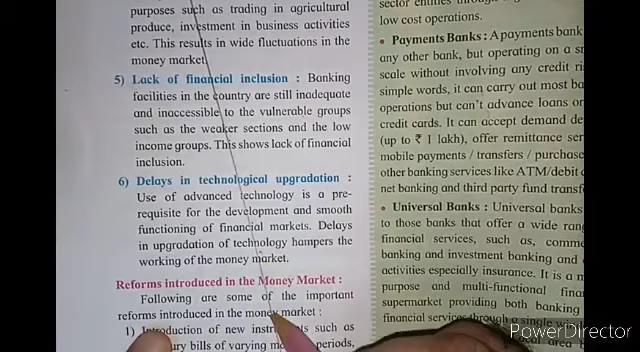 purposes such as trading in agricultural
produce, investment in business activities
etc. This results in wide fluctuations in the
money market.
5) Lack of financial inclusion : Banking
facilities in the country are still inadequate
and inaccessible to the vulnerable groups
such as the weaker sections and the low
income groups. This shows lack of financial
inclusion.
6) Delays in technological upgradation :
Use of advanced technology is a pre-
requisite for the development and smooth
functioning of financial markets. Delays
in upgradation of technology hampers the
working of the money market.
Reforms introduced in the Money Market :
Following are some of the important
reforms introduced in the money market :
1) Introduction of new such as
bills of varying periods,
sector entities through
low cost operations.
• Payments Banks : A payments bank
any other bank, but operating on a
scale without involving any credit
simple words, it can carry out most
operations but can't advance loans or
credit cards. It can accept demand
(up to ₹ 1 lakh), offer remittance
mobile payments / transfers / purchase
other banking services like ATM/debit
net banking and third party fund
• Universal Banks : Universal banks
to those banks that offer a wide
financial services, such as,
banking and investment banking and
activities especially insurance. It is a
purpose and multi-functional
supermarket providing both banking
financial services through a single
PowerDirector